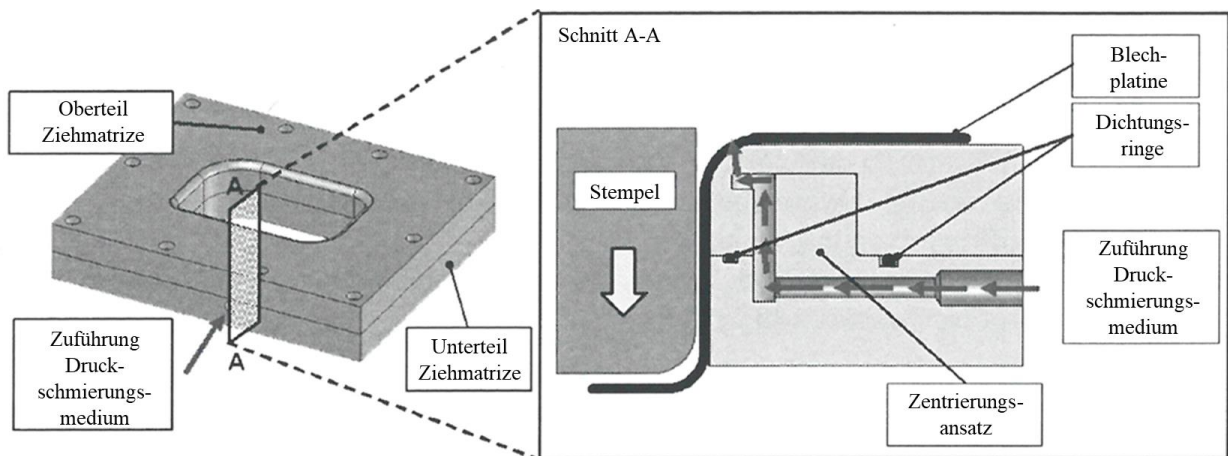 Oberteil
Ziehmatrize
A
A
Zuführung
Druck-
schmierungs-
medium
Unterteil
Ziehmatrize
Schnitt A-A
Stempel
Blech-
platine
Dichtungs-
ringe
Zuführung
Druck-
schmierungs-
medium
Zentrierungs-
ansatz